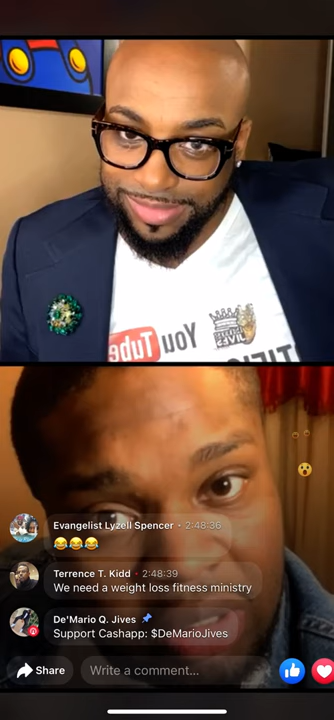 YouTube
Evangelist Lyzell Spencer • 2:48:36
😂😂😂
Terrence T. Kidd • 2:48:39
We need a weight loss fitness ministry
De'Mario Q. Jives
Support Cashapp: $DeMarioJives
Share
Write a comment...